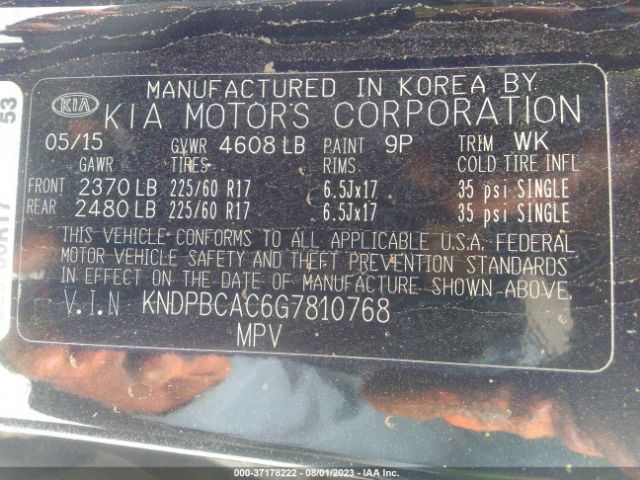 MANUFACTURED IN KOREA BY
KIA KIA MOTORS CORPORATION
05/15 GVWR 4608 LB PAINT 9P TRIM WK
GAWR TIRES RIMS COLD TIRE INFL
FRONT 2370 LB 225/60 R17 6.5Jx17 35 psi SINGLE
REAR 2480 LB 225/60 R17 6.5Jx17 35 psi SINGLE
THIS VEHICLE CONFORMS TO ALL APPLICABLE U.S.A. FEDERAL
MOTOR VEHICLE SAFETY AND THEFT PREVENTION STANDARDS
IN EFFECT ON THE DATE OF MANUFACTURE SHOWN ABOVE.
V.I.N KNDPBCAC6G7810768
MPV
53
000-37178222 - 08/01/2023 - IAA Inc.